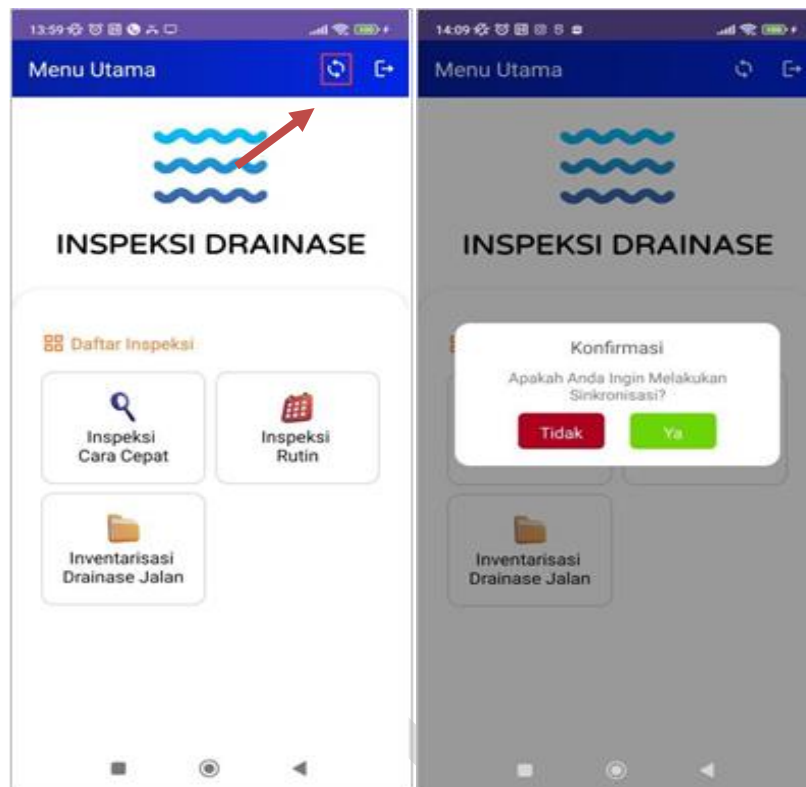 13:59
Menu Utama
INSPEKSI DRAINASE
Daftar Inspeksi
Inspeksi
Cara Cepat
Inspeksi
Rutin
Inventarisasi
Drainase Jalan
14:09
Menu Utama
INSPEKSI DRAINASE
Konfirmasi
Apakah Anda Ingin Melakukan
Sinkronisasi?
Tidak
Ya
Inventarisasi
Drainase Jalan